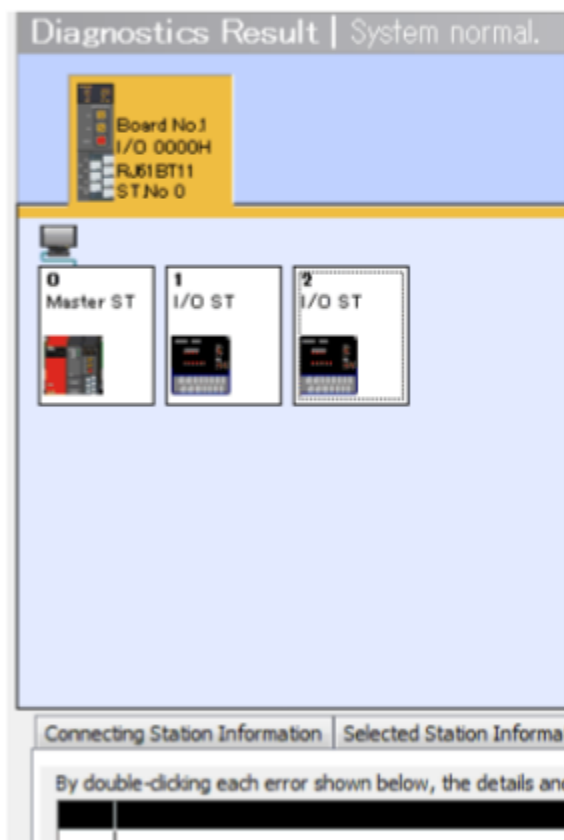 Diagnostics Result | System normal.
Board No.1
I/O 0000H
RJ61BT11
ST.No 0
0
Master ST
1
I/O ST
2
I/O ST
Connecting Station Information
Selected Station Informa
By double-clicking each error shown below, the details and